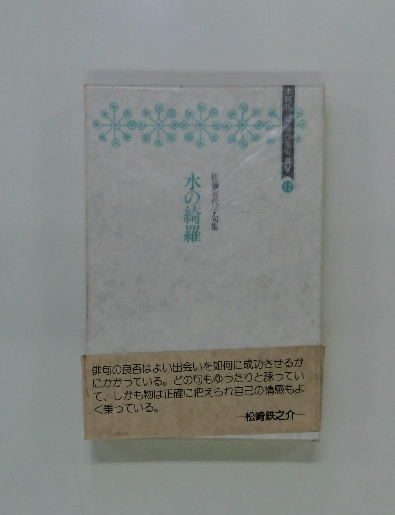 水の綺羅
句集
12
俳句の良否はよい出会いを如何に成功させるか
にかかっている。どの句もゆったりと詠ってい
て、しかも物は正確に把えられ自己の情感もよ
く乗っている。
―松崎鉄之介―